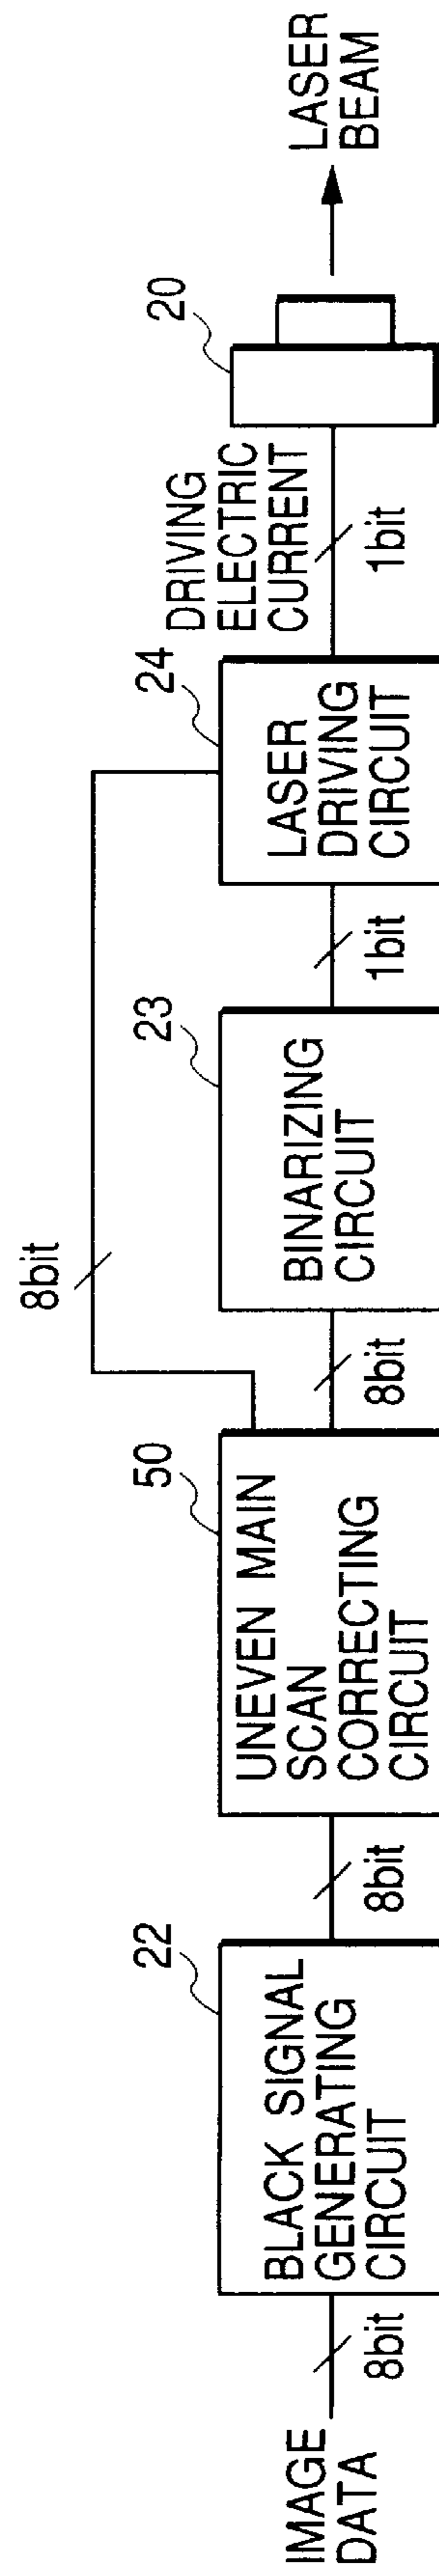 IMAGE
DATA
8bit
22
BLACK SIGNAL
GENERATING
CIRCUIT
8bit
50
UNEVEN MAIN
SCAN
CORRECTING
CIRCUIT
8bit
8bit
23
BINARIZING
CIRCUIT
1bit
24
LASER
DRIVING
CIRCUIT
DRIVING
ELECTRIC
CURRENT
1bit
20
LASER
BEAM